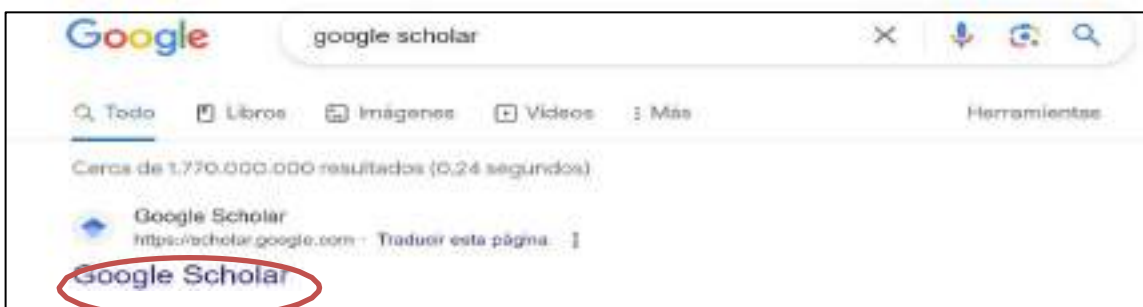 Google google scholar
Todo Libros Imágenes Vídeos Más Herramientas
Cerca de 1.770.000.000 resultados (0,24 segundos)
Google Scholar
https://scholar.google.com · Traducir esta página
Google Scholar